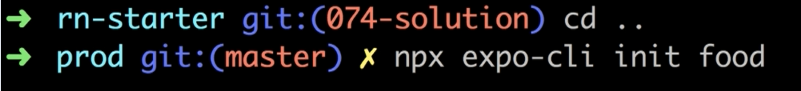 ➜ rn-starter git:(074-solution) cd ..
➜ prod git:(master) ✗ npx expo-cli init food